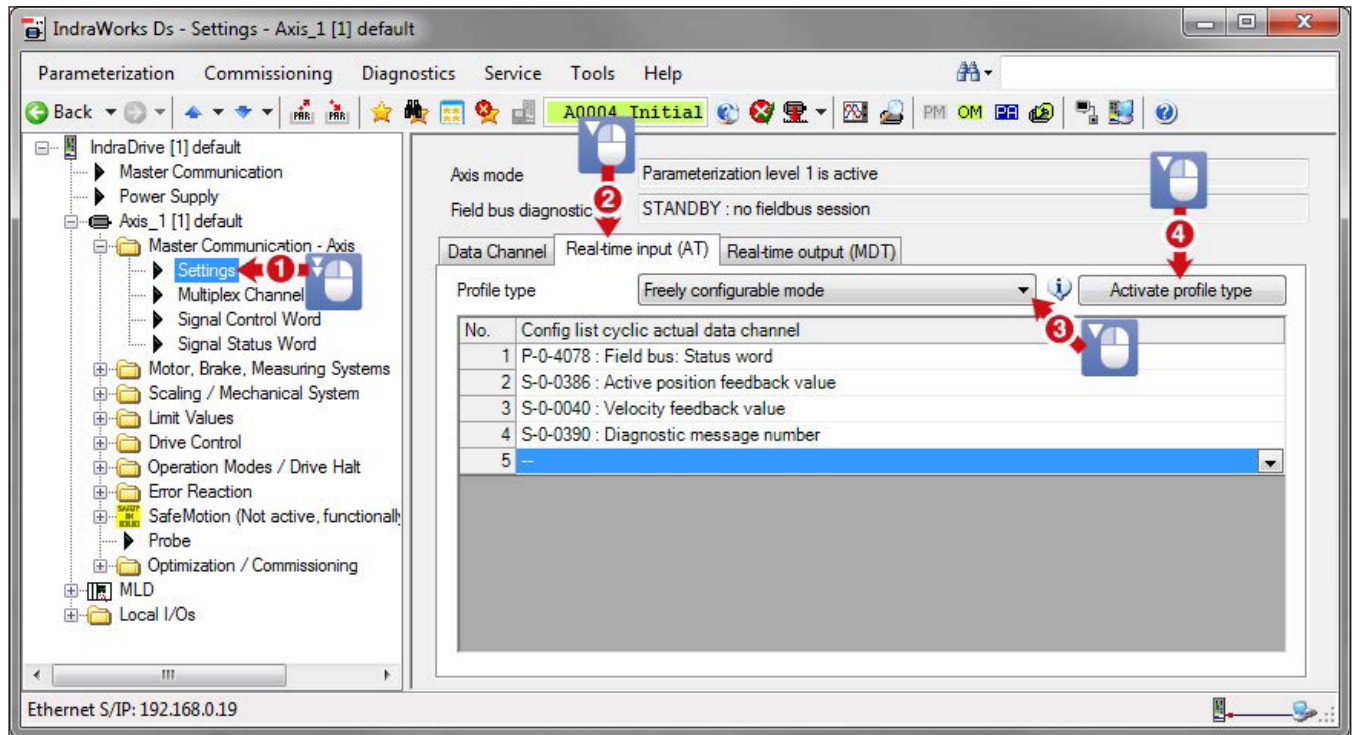 IndraWorks Ds - Settings - Axis_1 [1] default
Parameterization Commissioning Diagnostics Service Tools Help
Back PAR PAR A0004 Initial PM OM
IndraDrive [1] default
Master Communication
Power Supply
Axis_1 [1] default
Master Communication - Axis
Settings 1
Multiplex Channel
Signal Control Word
Signal Status Word
Motor, Brake, Measuring Systems
Scaling / Mechanical System
Limit Values
Drive Control
Operation Modes / Drive Halt
Error Reaction
SafeMotion (Not active, functionally
Probe
Optimization / Commissioning
MLD
Local I/Os
Axis mode Parameterization level 1 is active
Field bus diagnostic 2 STANDBY : no fieldbus session
4
Data Channel Real-time input (AT) Real-time output (MDT)
Profile type Freely configurable mode Activate profile type
3
No. Config list cyclic actual data channel
1 P-0-4078 : Field bus: Status word
2 S-0-0386 : Active position feedback value
3 S-0-0040 : Velocity feedback value
4 S-0-0390 : Diagnostic message number
5 --
Ethernet S/IP: 192.168.0.19